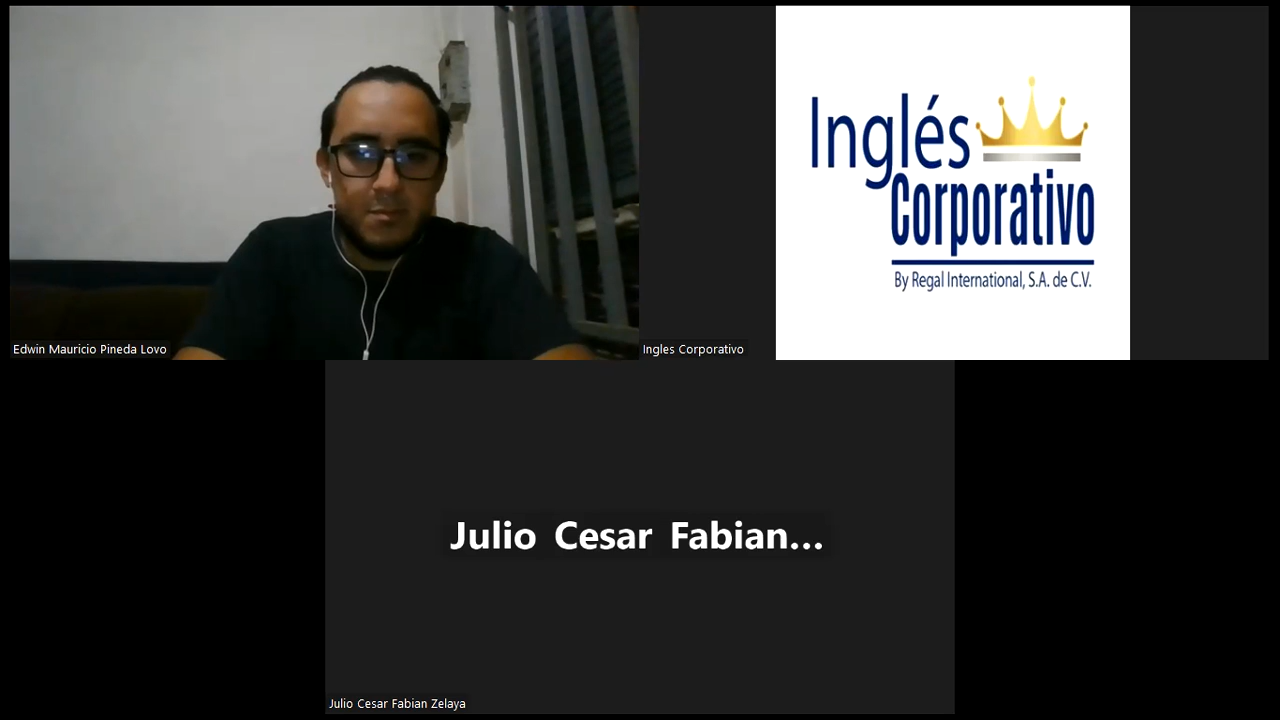 Inglés
Corporativo
By Regal International, S.A. de C.V.
Edwin Mauricio Pineda Lovo
Ingles Corporativo
Julio Cesar Fabian...
Julio Cesar Fabian Zelaya